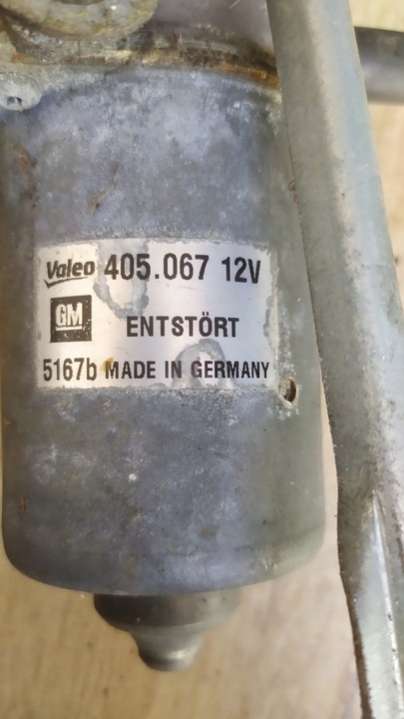 Valeo 405.067 12V
GM ENTSTÖRT
5167b MADE IN GERMANY